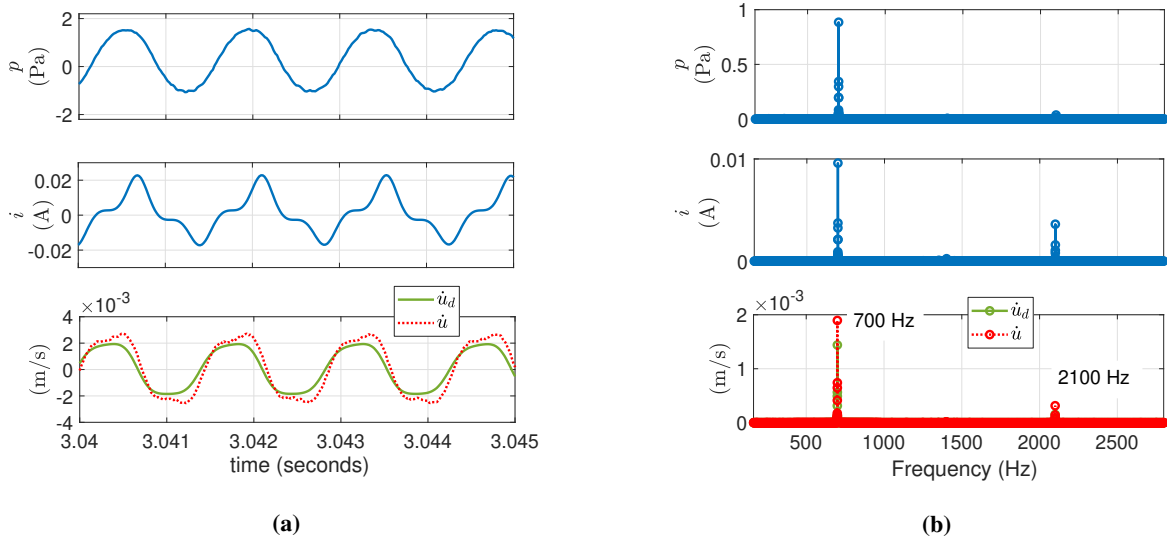 2
0
-2
p
(Pa)
0.02
0
-0.02
i
(A)
×10⁻³
4
2
0
-2
-4
(m/s)
u̇_d
u̇
3.04 3.041 3.042 3.043 3.044 3.045
time (seconds)
(a)
1
0.5
0
p
(Pa)
0.01
0
i
(A)
×10⁻³
2
1
0
(m/s)
u̇_d
u̇
700 Hz
2100 Hz
500 1000 1500 2000 2500
Frequency (Hz)
(b)